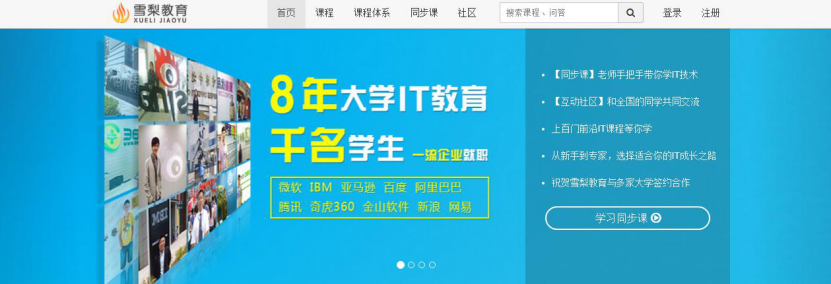 雪梨教育
XUELI JIAOYU
首页 课程 课程体系 同步课 社区 搜索课程、问答 登录 注册
8年大学IT教育
千名学生 一流企业就职
微软 IBM 亚马逊 百度 阿里巴巴
腾讯 奇虎360 金山软件 新浪 网易
【同步课】老师手把手带你学IT技术
【互动社区】和全国的同学共同交流
上百门前沿IT课程等你学
从新手到专家，选择适合你的IT成长之路
祝贺雪梨教育与多家大学签约合作
学习同步课